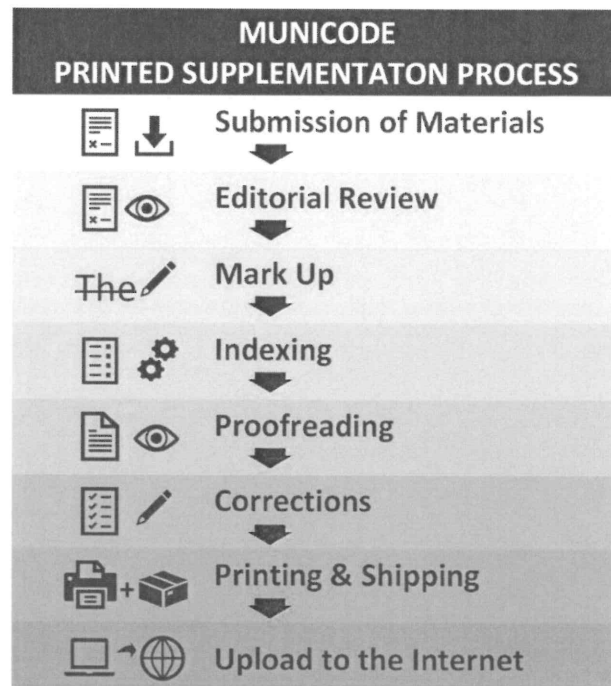 MUNICODE
PRINTED SUPPLEMENTATON PROCESS
Submission of Materials
Editorial Review
The
Mark Up
Indexing
Proofreading
Corrections
Printing & Shipping
Upload to the Internet